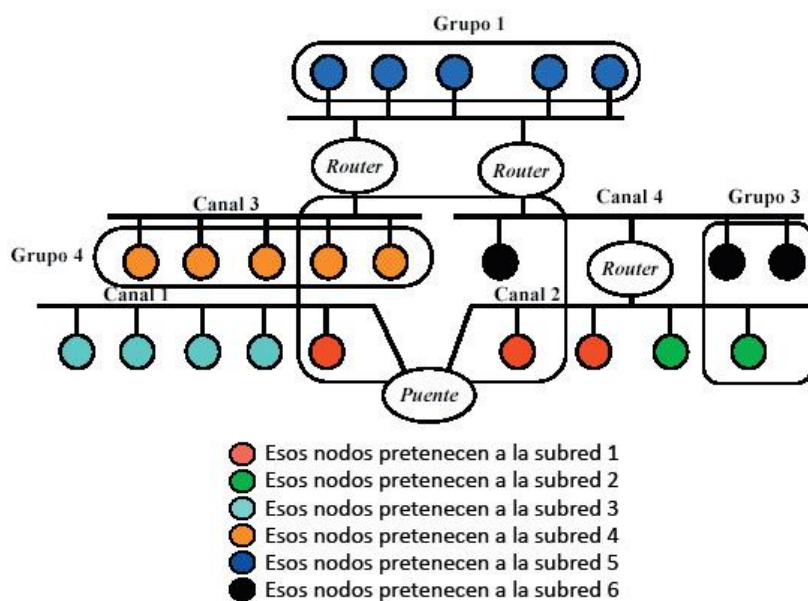 Grupo 1
Router
Router
Canal 3
Canal 4
Grupo 3
Grupo 4
Router
Canal 1
Canal 2
Puente
Esos nodos pretenecen a la subred 1
Esos nodos pretenecen a la subred 2
Esos nodos pretenecen a la subred 3
Esos nodos pretenecen a la subred 4
Esos nodos pretenecen a la subred 5
Esos nodos pretenecen a la subred 6